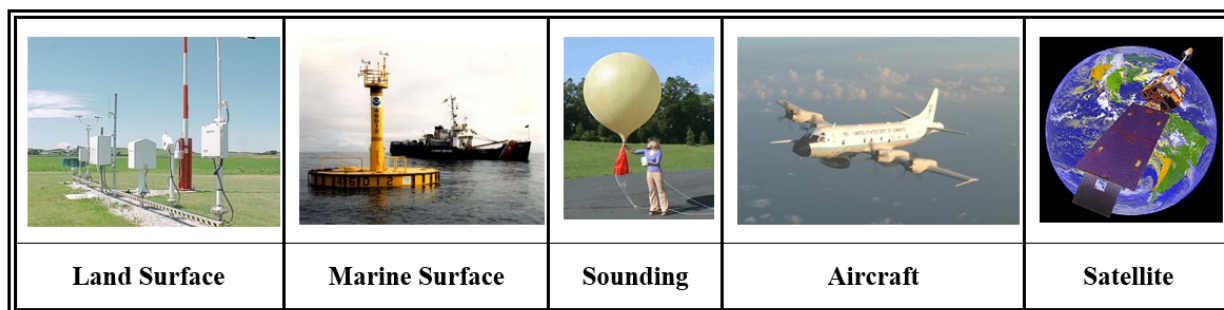 Land Surface
Marine Surface
Sounding
Aircraft
Satellite